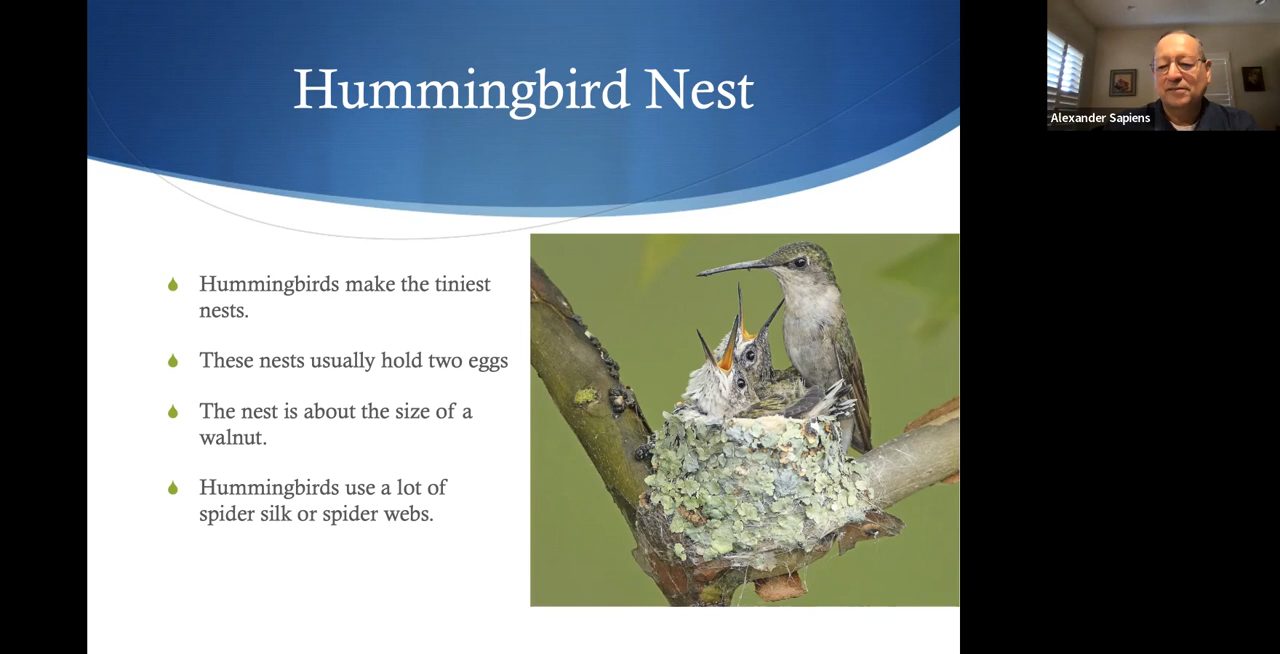 Hummingbird Nest
Alexander Sapiens
Hummingbirds make the tiniest
nests.
These nests usually hold two eggs
The nest is about the size of a
walnut.
Hummingbirds use a lot of
spider silk or spider webs.